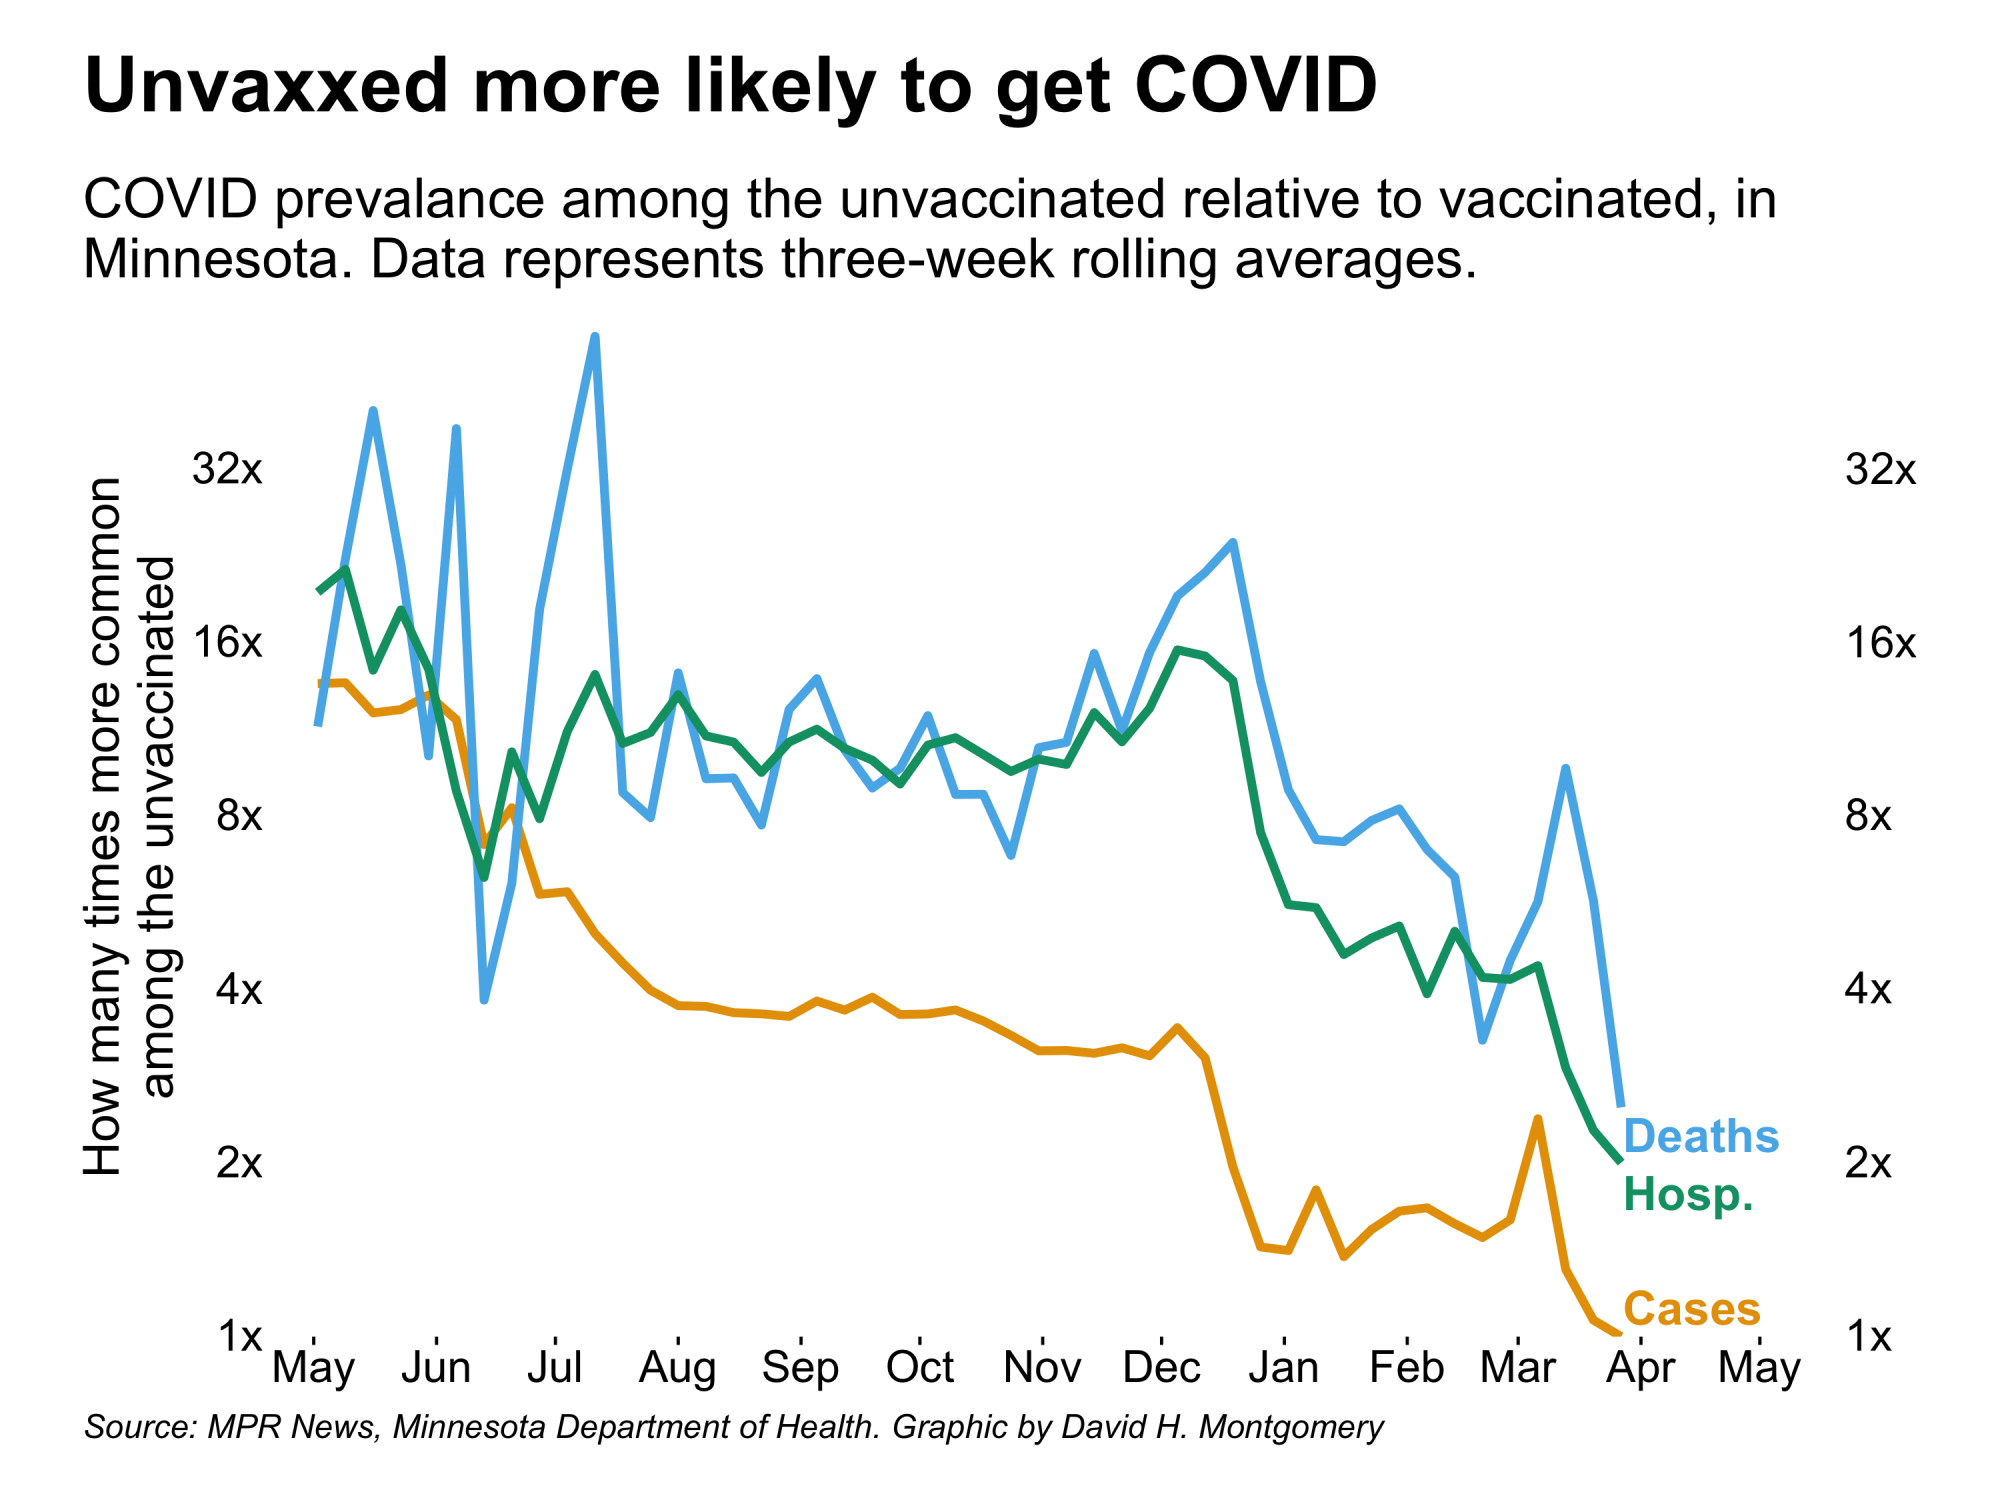 Unvaxxed more likely to get COVID
COVID prevalance among the unvaccinated relative to vaccinated, in
Minnesota. Data represents three-week rolling averages.
How many times more common
among the unvaccinated
32x
32x
16x
16x
8x
8x
4x
4x
2x
2x
1x
1x
Deaths
Hosp.
Cases
May Jun Jul Aug Sep Oct Nov Dec Jan Feb Mar Apr May
Source: MPR News, Minnesota Department of Health. Graphic by David H. Montgomery